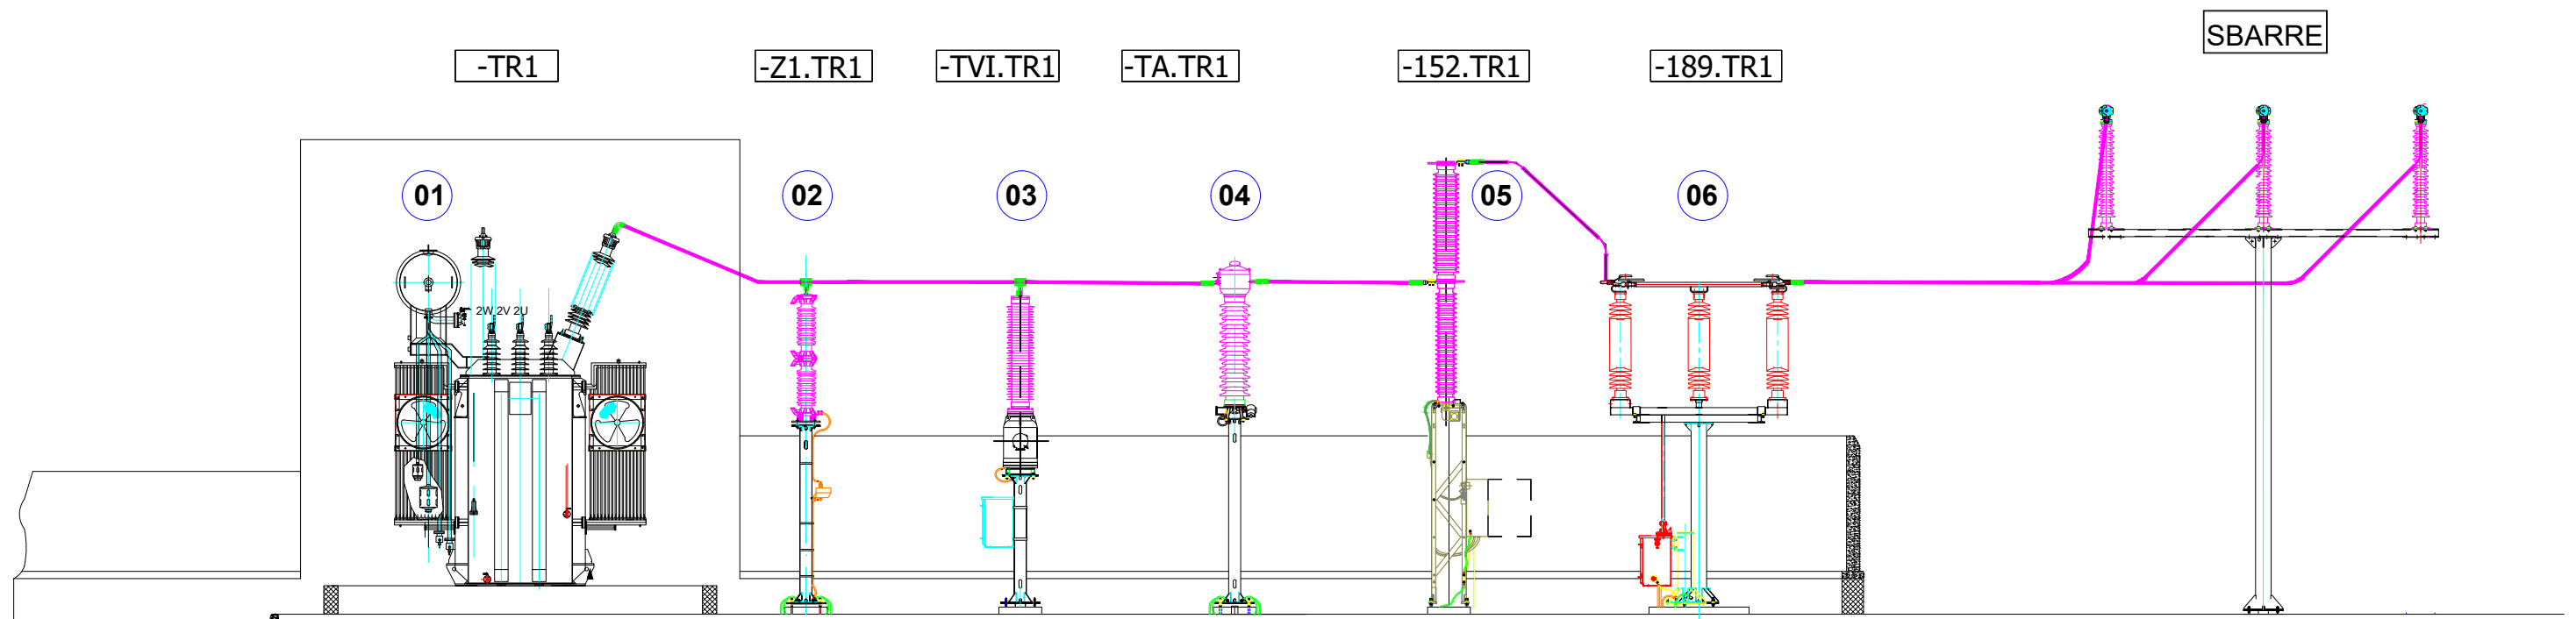 SBARRE
-TR1
-Z1.TR1
-TVI.TR1
-TA.TR1
-152.TR1
-189.TR1
01
02
03
04
05
06
2W 2V 2U